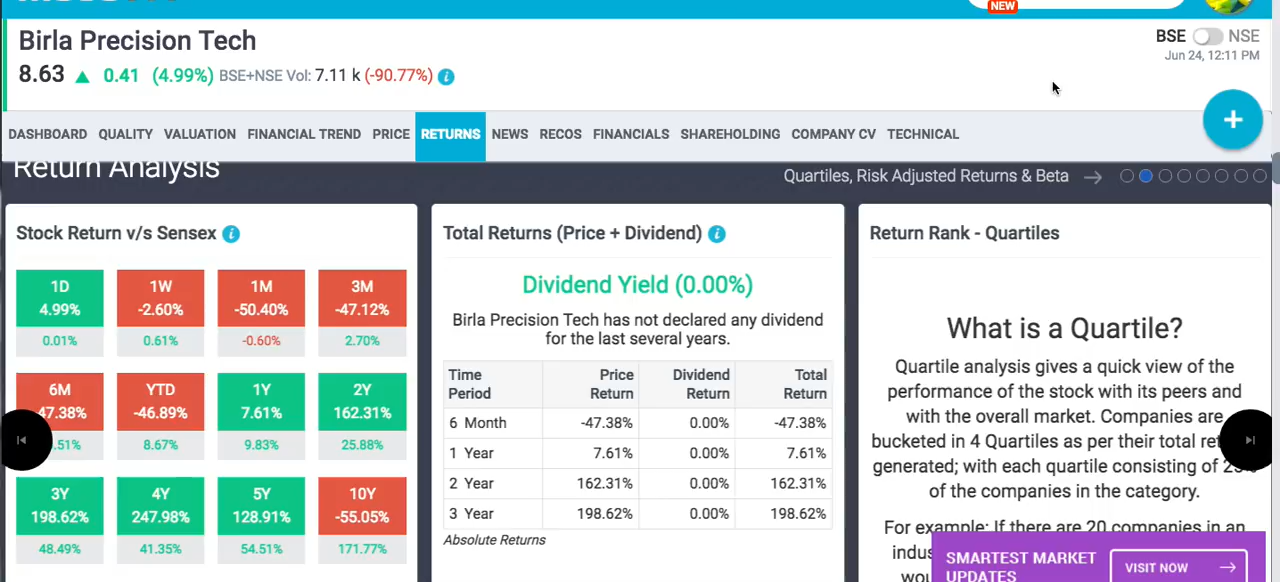 NEW
Birla Precision Tech
8.63 ▲ 0.41 (4.99%) BSE+NSE Vol: 7.11 k (-90.77%)
BSE NSE
Jun 24, 12:11 PM
DASHBOARD QUALITY VALUATION FINANCIAL TREND PRICE RETURNS NEWS RECOS FINANCIALS SHAREHOLDING COMPANY CV TECHNICAL
Return Analysis
Quartiles, Risk Adjusted Returns & Beta
Stock Return v/s Sensex
1D 1W 1M 3M
4.99% -2.60% -50.40% -47.12%
0.01% 0.61% -0.60% 2.70%
6M YTD 1Y 2Y
47.38% -46.89% 7.61% 162.31%
.51% 8.67% 9.83% 25.88%
3Y 4Y 5Y 10Y
198.62% 247.98% 128.91% -55.05%
48.49% 41.35% 54.51% 171.77%
Total Returns (Price + Dividend)
Dividend Yield (0.00%)
Birla Precision Tech has not declared any dividend
for the last several years.
Time Price Dividend Total
Period Return Return Return
6 Month -47.38% 0.00% -47.38%
1 Year 7.61% 0.00% 7.61%
2 Year 162.31% 0.00% 162.31%
3 Year 198.62% 0.00% 198.62%
Absolute Returns
Return Rank - Quartiles
What is a Quartile?
Quartile analysis gives a quick view of the
performance of the stock with its peers and
with the overall market. Companies are
bucketed in 4 Quartiles as per their total
generated; with each quartile consisting of
of the companies in the category.
For example: If there are 20 companies in an
SMARTEST MARKET
UPDATES
VISIT NOW